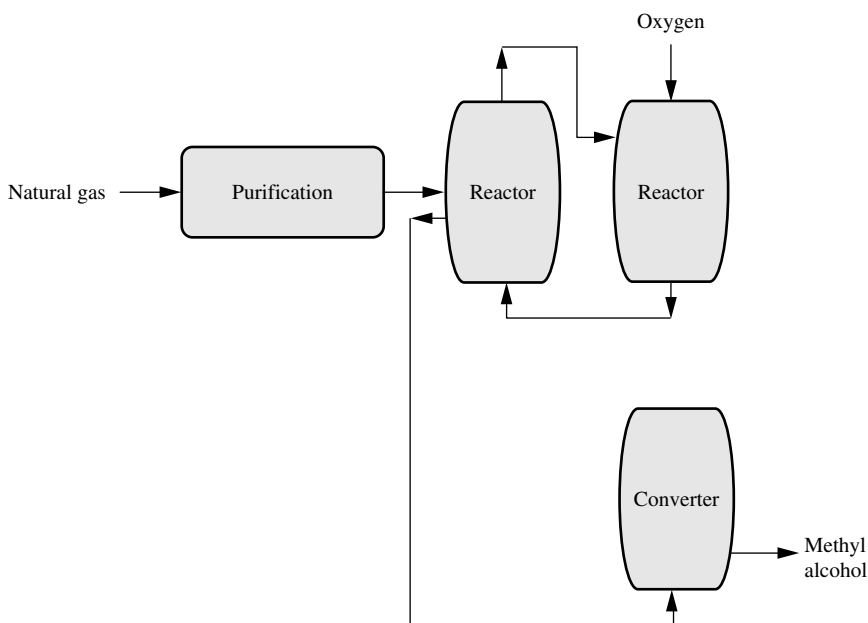 Oxygen
Natural gas
Purification
Reactor
Reactor
Converter
Methyl
alcohol